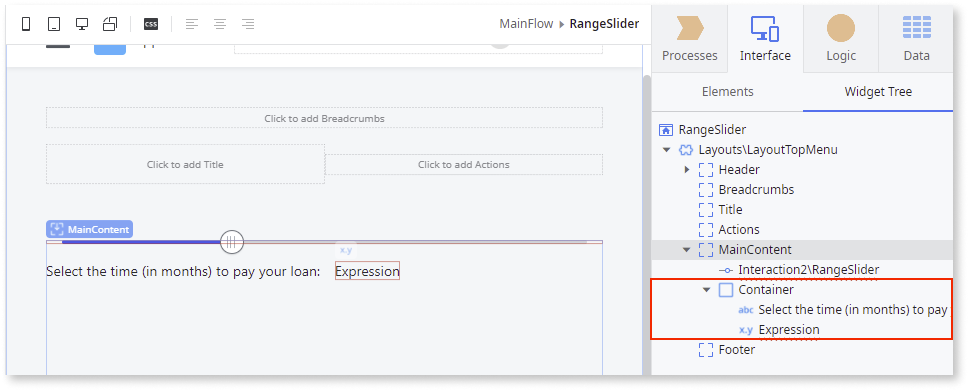 CSS
MainFlow ▸ RangeSlider
Click to add Breadcrumbs
Click to add Title
Click to add Actions
MainContent
x.y
Select the time (in months) to pay your loan: Expression
Processes
Interface
Logic
Data
Elements
Widget Tree
RangeSlider
Layouts\LayoutTopMenu
Header
Breadcrumbs
Title
Actions
MainContent
Interaction2\RangeSlider
Container
abc Select the time (in months) to pay
x.y Expression
Footer